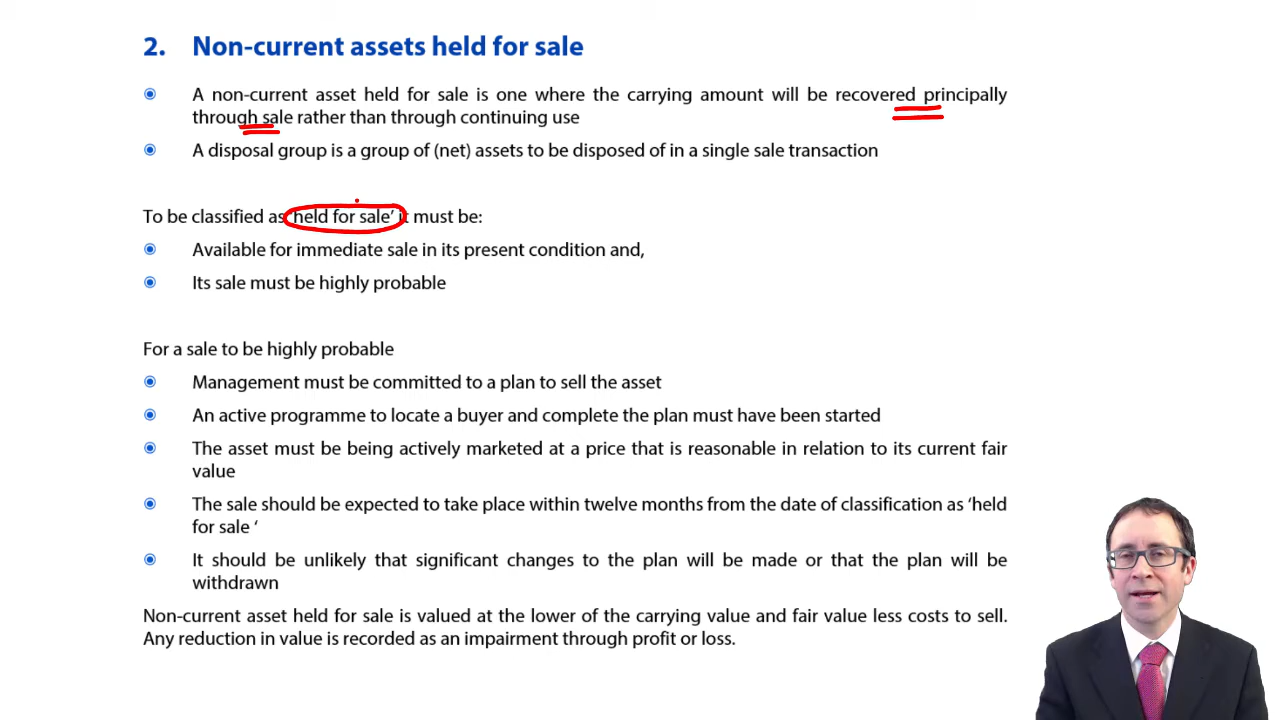 2. Non-current assets held for sale
A non-current asset held for sale is one where the carrying amount will be recovered principally
through sale rather than through continuing use
A disposal group is a group of (net) assets to be disposed of in a single sale transaction
To be classified as 'held for sale' it must be:
Available for immediate sale in its present condition and,
Its sale must be highly probable
For a sale to be highly probable
Management must be committed to a plan to sell the asset
An active programme to locate a buyer and complete the plan must have been started
The asset must be being actively marketed at a price that is reasonable in relation to its current fair
value
The sale should be expected to take place within twelve months from the date of classification as ‘held
for sale ‘
It should be unlikely that significant changes to the plan will be made or that the plan will be
withdrawn
Non-current asset held for sale is valued at the lower of the carrying value and fair value less costs to sell.
Any reduction in value is recorded as an impairment through profit or loss.